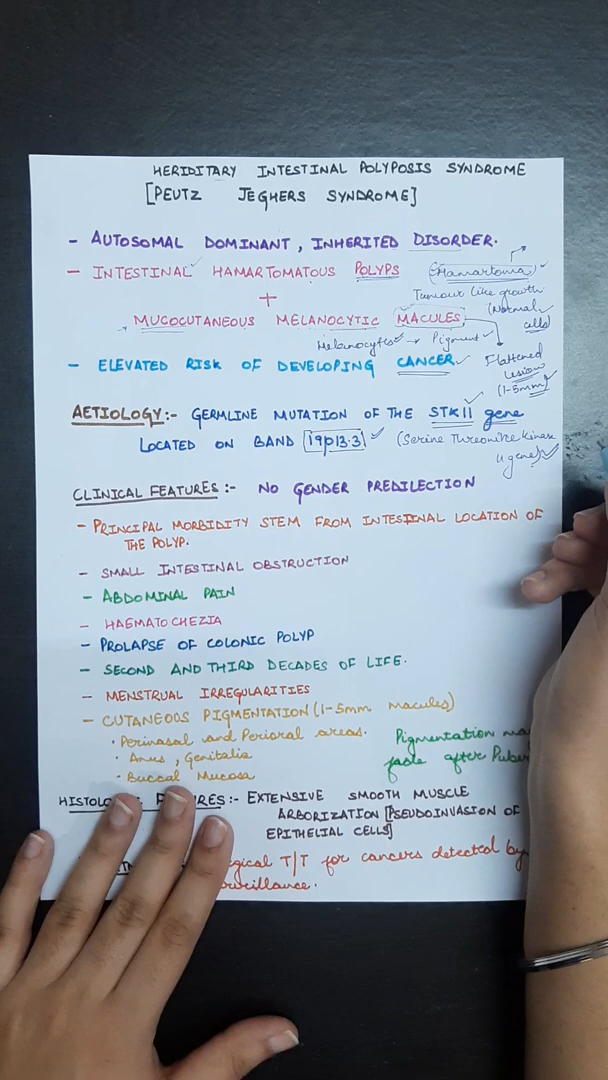 HERIDITARY INTESTINAL POLYPOSIS SYNDROME
[PEUTZ JEGHERS SYNDROME]
- AUTOSOMAL DOMINANT, INHERITED DISORDER.
- INTESTINAL HAMARTOMATOUS POLYPS (Hamartoma)
Tumour like growth
(Normal cells)
+
MUCOCUTANEOUS MELANOCYTIC MACULES
Melanocytes → Pigment
Flattened
lesion
(1-5mm)
- ELEVATED RISK OF DEVELOPING CANCER
AETIOLOGY:- GERMLINE MUTATION OF THE STK11 gene
LOCATED ON BAND 19p13.3 (Serine Threonine kinase
11 gene)
CLINICAL FEATURES:- NO GENDER PREDILECTION
- PRINCIPAL MORBIDITY STEM FROM INTESTINAL LOCATION OF
THE POLYP.
- SMALL INTESTINAL OBSTRUCTION
- ABDOMINAL PAIN
- HAEMATOCHEZIA
- PROLAPSE OF COLONIC POLYP
- SECOND AND THIRD DECADES OF LIFE.
- MENSTRUAL IRREGULARITIES
- CUTANEOUS PIGMENTATION (1-5mm macules)
• Perinasal and Perioral areas.
• Anus, Genitalia
• Buccal Mucosa
Pigmentation
fade after
:- EXTENSIVE SMOOTH MUSCLE
ARBORIZATION [PSEUDOINVASION OF
EPITHELIAL CELLS]
T/T for cancers detected by